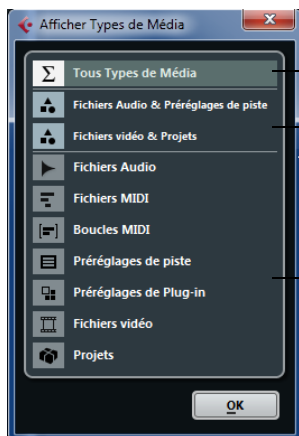 Afficher Types de Média
Tous Types de Média
Fichiers Audio & Préréglages de piste
Fichiers vidéo & Projets
Fichiers Audio
Fichiers MIDI
Boucles MIDI
Préréglages de piste
Préréglages de Plug-in
Fichiers vidéo
Projets
OK